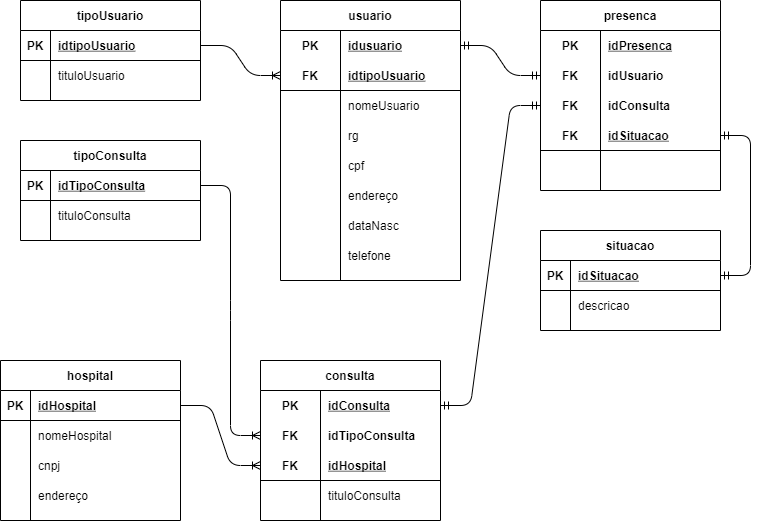 tipoUsuario
PK idtipoUsuario
tituloUsuario
usuario
PK idusuario
FK idtipoUsuario
nomeUsuario
rg
cpf
endereço
dataNasc
telefone
presenca
PK idPresenca
FK idUsuario
FK idConsulta
FK idSituacao
tipoConsulta
PK idTipoConsulta
tituloConsulta
situacao
PK idSituacao
descricao
hospital
PK idHospital
nomeHospital
cnpj
endereço
consulta
PK idConsulta
FK idTipoConsulta
FK idHospital
tituloConsulta